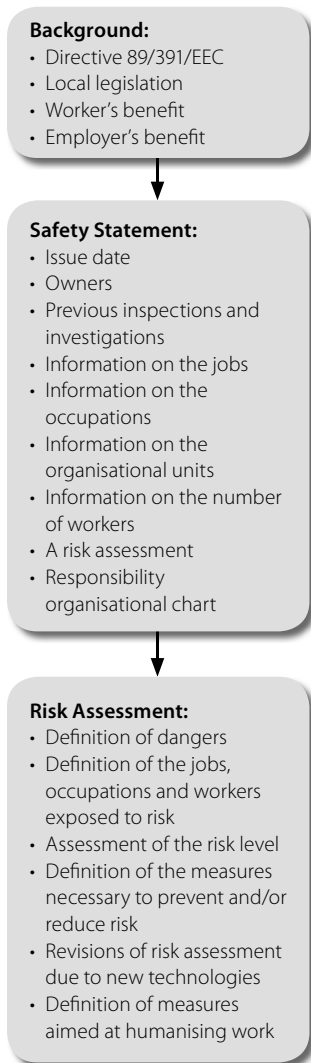 Background:
• Directive 89/391/EEC
• Local legislation
• Worker’s benefit
• Employer’s benefit
Safety Statement:
• Issue date
• Owners
• Previous inspections and
investigations
• Information on the jobs
• Information on the
occupations
• Information on the
organisational units
• Information on the number
of workers
• A risk assessment
• Responsibility
organisational chart
Risk Assessment:
• Definition of dangers
• Definition of the jobs,
occupations and workers
exposed to risk
• Assessment of the risk level
• Definition of the measures
necessary to prevent and/or
reduce risk
• Revisions of risk assessment
due to new technologies
• Definition of measures
aimed at humanising work